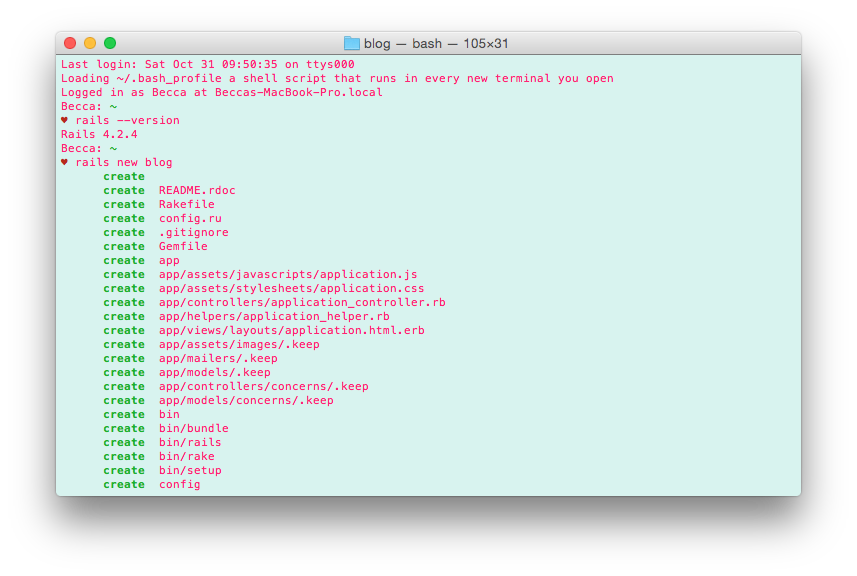 blog — bash — 105×31
Last login: Sat Oct 31 09:50:35 on ttys000
Loading ~/.bash_profile a shell script that runs in every new terminal you open
Logged in as Becca at Beccas-MacBook-Pro.local
Becca: ~
♥ rails --version
Rails 4.2.4
Becca: ~
♥ rails new blog
create
create README.rdoc
create Rakefile
create config.ru
create .gitignore
create Gemfile
create app
create app/assets/javascripts/application.js
create app/assets/stylesheets/application.css
create app/controllers/application_controller.rb
create app/helpers/application_helper.rb
create app/views/layouts/application.html.erb
create app/assets/images/.keep
create app/mailers/.keep
create app/models/.keep
create app/controllers/concerns/.keep
create app/models/concerns/.keep
create bin
create bin/bundle
create bin/rails
create bin/rake
create bin/setup
create config